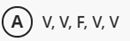 A V, V, F, V, V